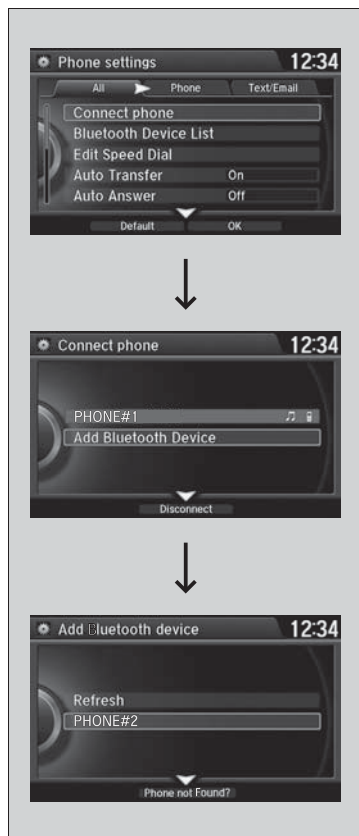 Phone settings 12:34
All Phone Text/Email
Connect phone
Bluetooth Device List
Edit Speed Dial
Auto Transfer On
Auto Answer Off
Default OK
Connect phone 12:34
PHONE#1
Add Bluetooth Device
Disconnect
Add Bluetooth device 12:34
Refresh
PHONE#2
Phone not Found?